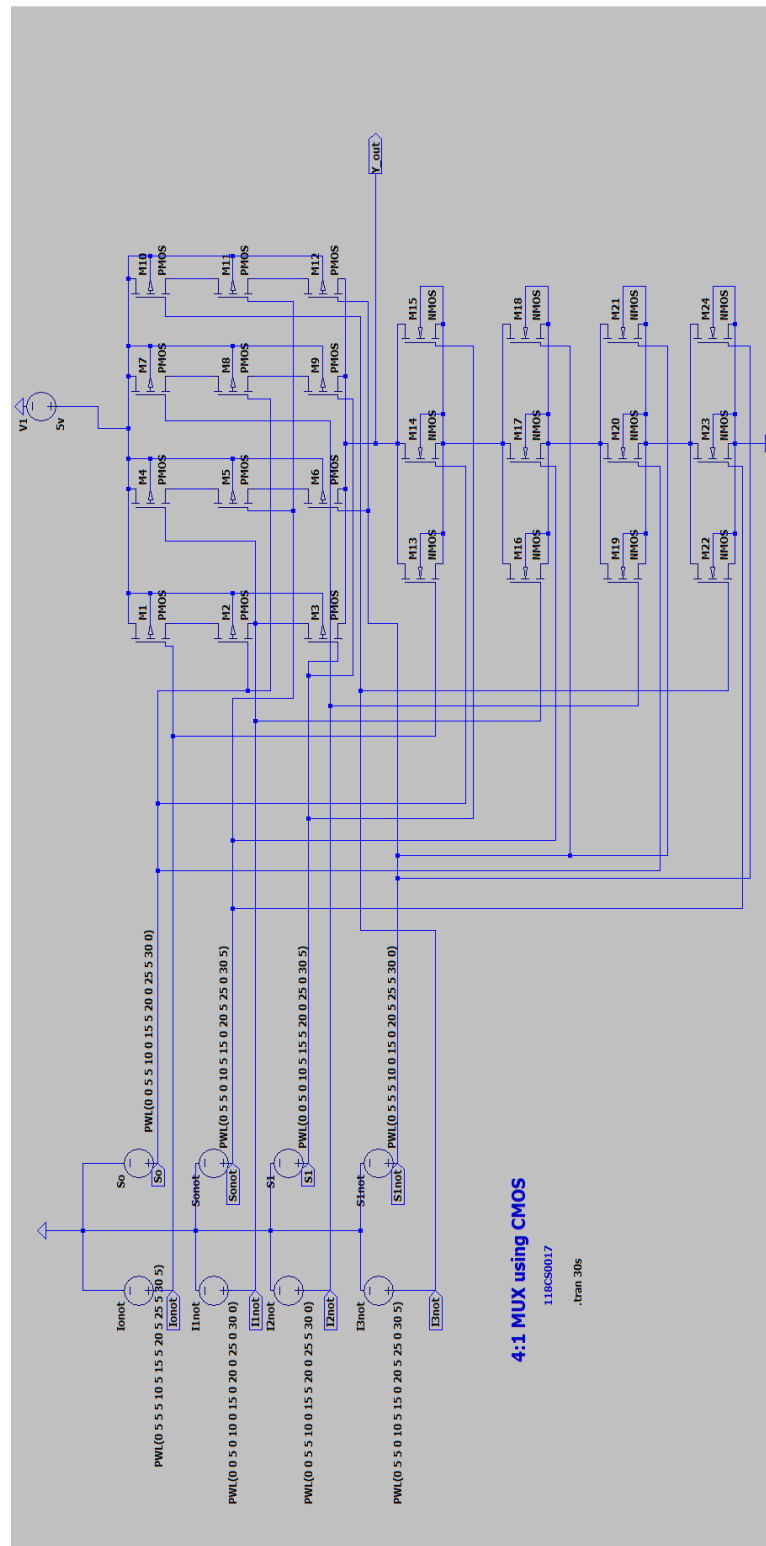 V1
5v
M1
PMOS
M4
PMOS
M7
PMOS
M10
PMOS
M2
PMOS
M5
PMOS
M8
PMOS
M11
PMOS
M3
PMOS
M6
PMOS
M9
PMOS
M12
PMOS
Y_out
M13
NMOS
M14
NMOS
M15
NMOS
M16
NMOS
M17
NMOS
M18
NMOS
M19
NMOS
M20
NMOS
M21
NMOS
M22
NMOS
M23
NMOS
M24
NMOS
So
PWL(0 0 5 5 10 0 15 5 20 0 25 5 30 0)
So
Sonot
PWL(0 5 5 0 10 5 15 0 20 5 25 0 30 5)
Sonot
S1
PWL(0 0 5 0 10 5 15 5 20 0 25 0 30 5)
S1
S1not
PWL(0 5 5 5 10 0 15 0 20 5 25 5 30 0)
S1not
Ionot
PWL(0 5 5 5 10 5 15 5 20 5 25 5 30 5)
Ionot
I1not
PWL(0 0 5 0 10 0 15 0 20 0 25 0 30 0)
I1not
I2not
PWL(0 0 5 5 10 0 15 5 20 0 25 5 30 0)
I2not
I3not
PWL(0 5 5 0 10 5 15 0 20 5 25 0 30 5)
I3not
4:1 MUX using CMOS
118CS0017
.tran 30s